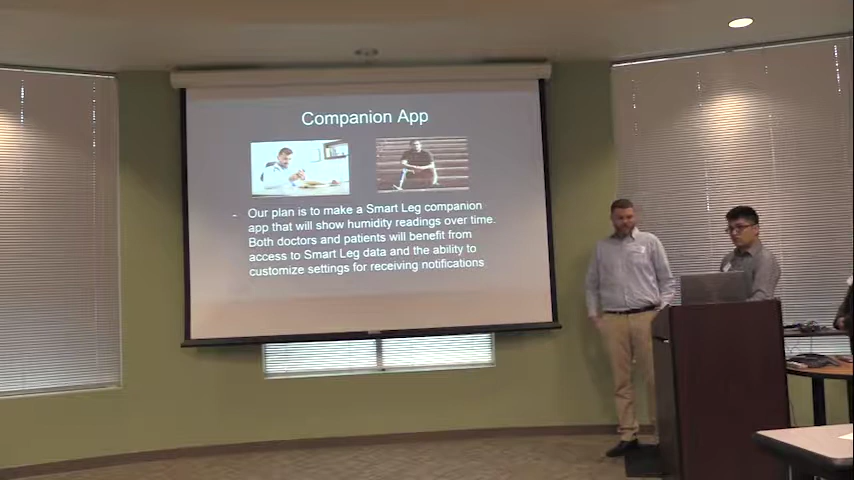 Companion App
Our plan is to make a Smart Leg companion
app that will show humidity readings over time.
Both doctors and patients will benefit from
access to Smart Leg data and the ability to
customize settings for receiving notifications